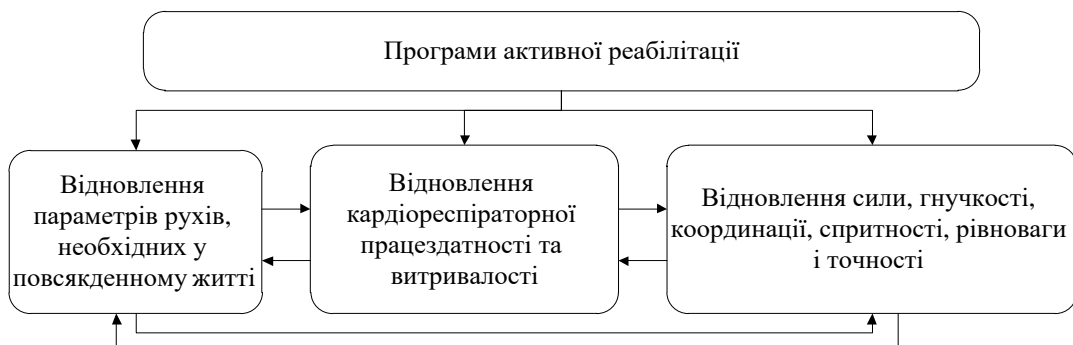 Програми активної реабілітації
Відновлення
параметрів рухів,
необхідних у
повсякденному житті
Відновлення
кардіореспіраторної
працездатності та
витривалості
Відновлення сили, гнучкості,
координації, спритності, рівноваги
і точності